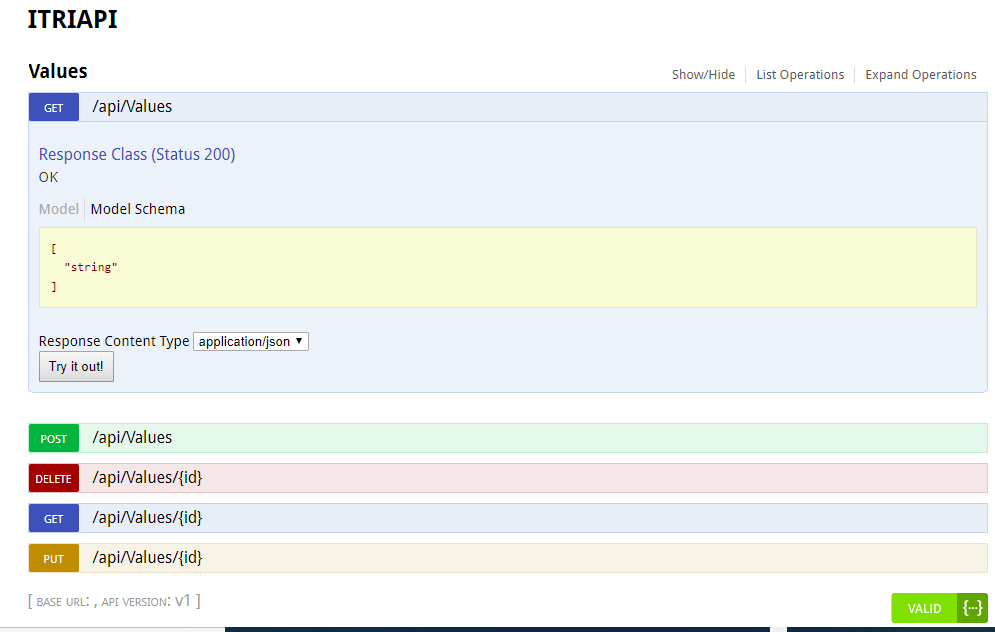 ITRIAPI
Values
Show/Hide
List Operations
Expand Operations
GET /api/Values
Response Class (Status 200)
OK
Model Model Schema
[
"string"
]
Response Content Type application/json ▼
Try it out!
POST /api/Values
DELETE /api/Values/{id}
GET /api/Values/{id}
PUT /api/Values/{id}
[ BASE URL: , API VERSION: V1 ]
VALID {···}